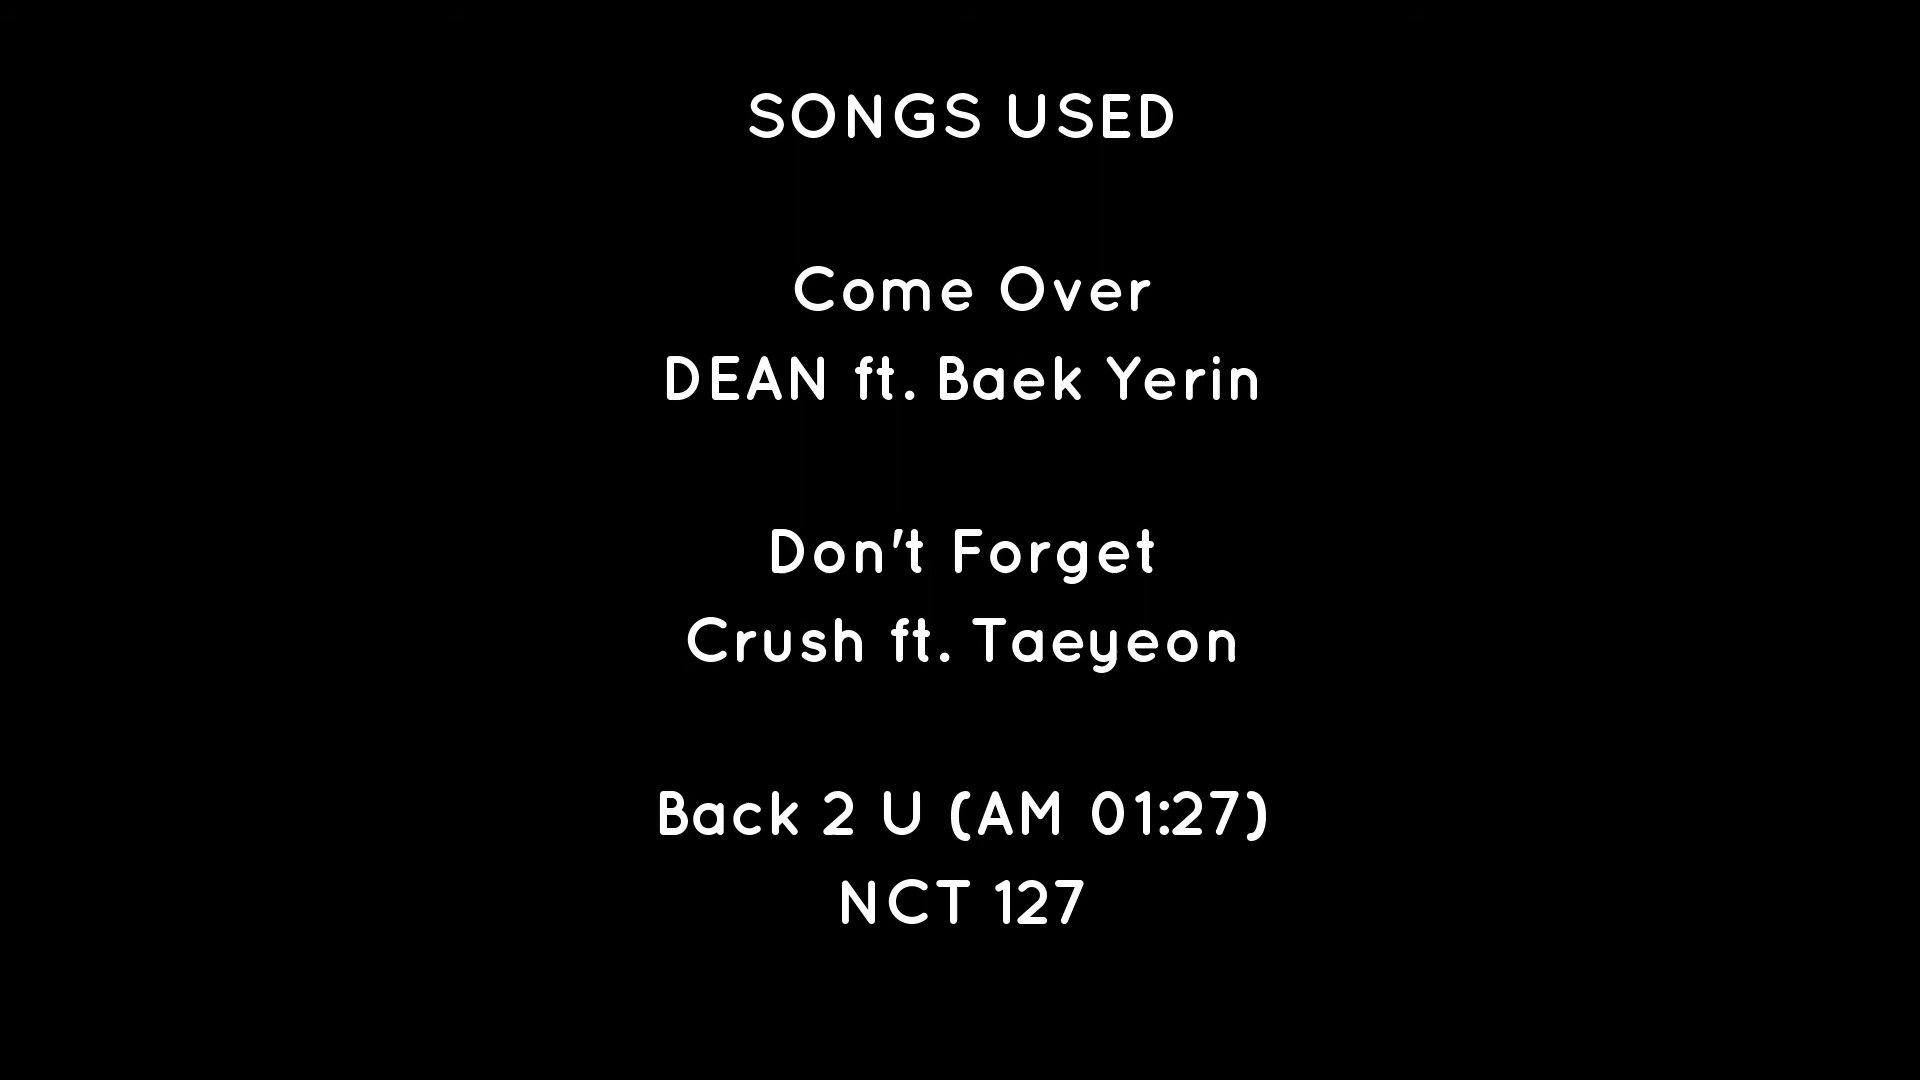 SONGS USED
Come Over
DEAN ft. Baek Yerin
Don't Forget
Crush ft. Taeyeon
Back 2 U (AM 01:27)
NCT 127